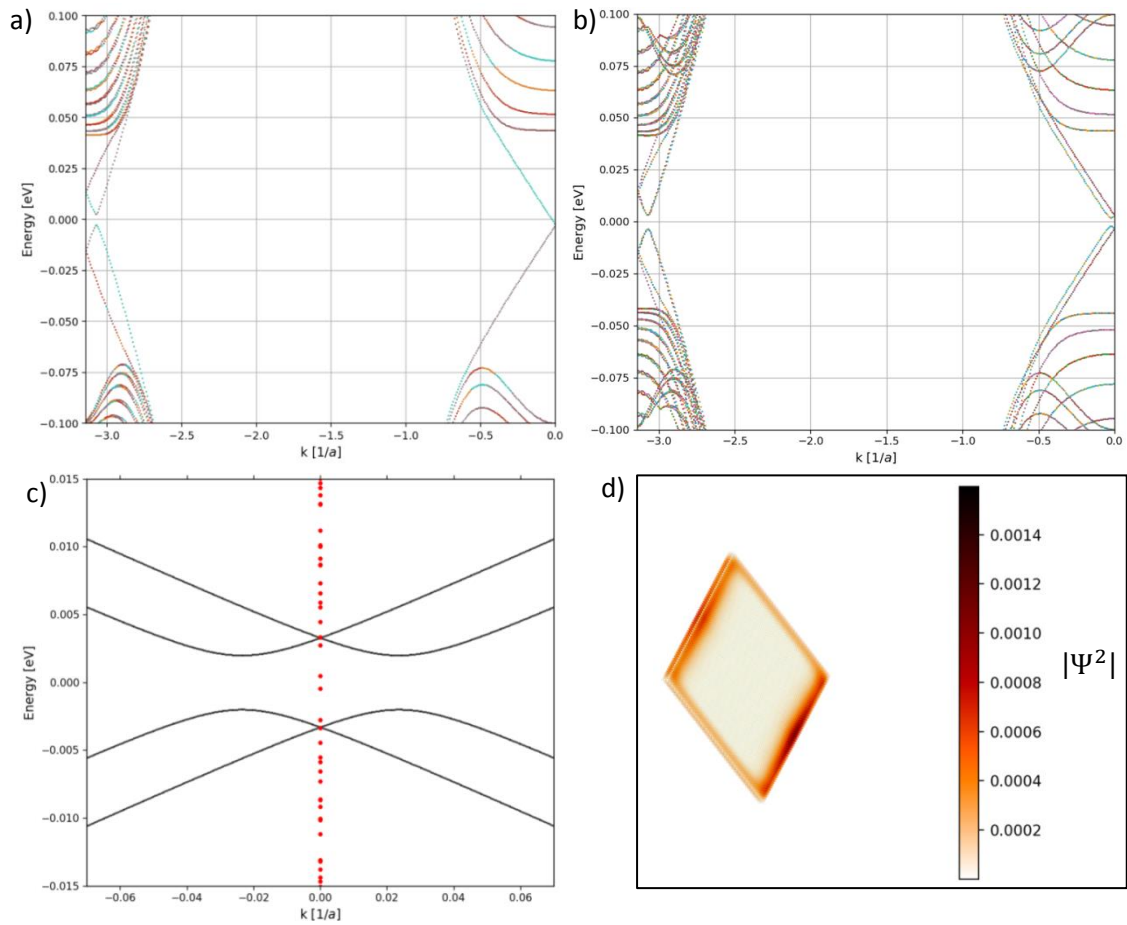 a)
0.100
0.075
0.050
0.025
0.000
−0.025
−0.050
−0.075
−0.100
Energy [eV]
−3.0 −2.5 −2.0 −1.5 −1.0 −0.5 0.0
k [1/a]
b)
0.100
0.075
0.050
0.025
0.000
−0.025
−0.050
−0.075
−0.100
Energy [eV]
−3.0 −2.5 −2.0 −1.5 −1.0 −0.5 0.0
k [1/a]
c)
0.015
0.010
0.005
0.000
−0.005
−0.010
−0.015
Energy [eV]
−0.06 −0.04 −0.02 0.00 0.02 0.04 0.06
k [1/a]
d)
0.0014
0.0012
0.0010
0.0008
0.0006
0.0004
0.0002
|Ψ²|